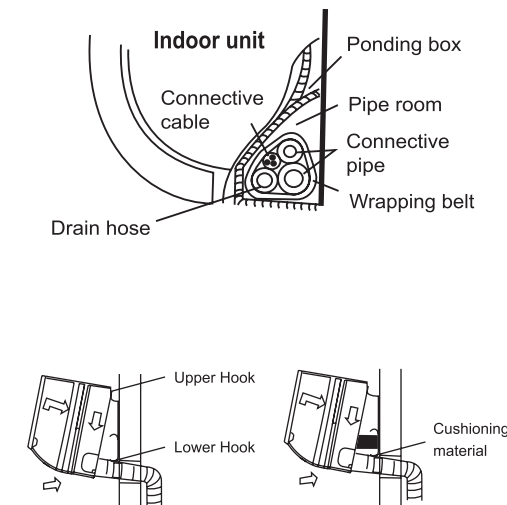 Indoor unit
Ponding box
Connective
cable
Pipe room
Connective
pipe
Wrapping belt
Drain hose
Upper Hook
Lower Hook
Cushioning
material